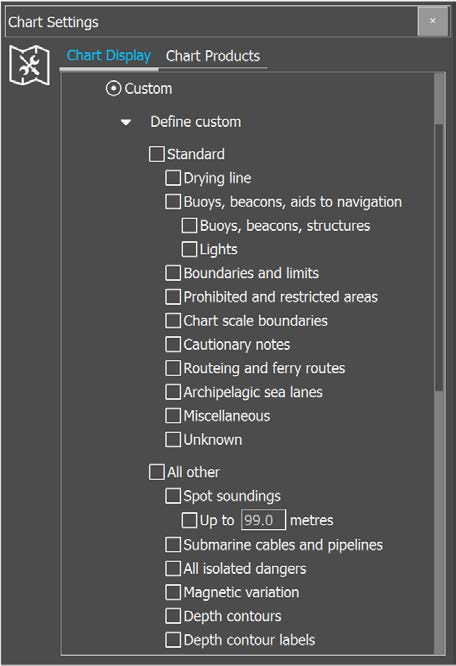 Chart Settings
×
Chart Display Chart Products
Custom
Define custom
Standard
Drying line
Buoys, beacons, aids to navigation
Buoys, beacons, structures
Lights
Boundaries and limits
Prohibited and restricted areas
Chart scale boundaries
Cautionary notes
Routeing and ferry routes
Archipelagic sea lanes
Miscellaneous
Unknown
All other
Spot soundings
Up to 99.0 metres
Submarine cables and pipelines
All isolated dangers
Magnetic variation
Depth contours
Depth contour labels